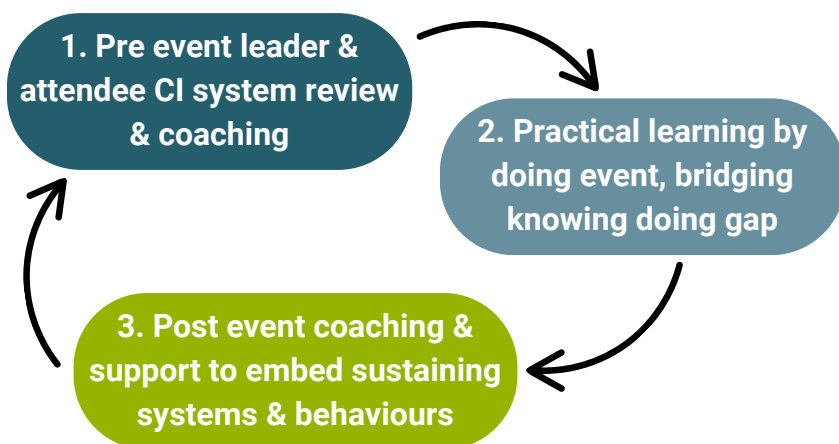 1. Pre event leader &
attendee CI system review
& coaching
2. Practical learning by
doing event, bridging
knowing doing gap
3. Post event coaching &
support to embed sustaining
systems & behaviours